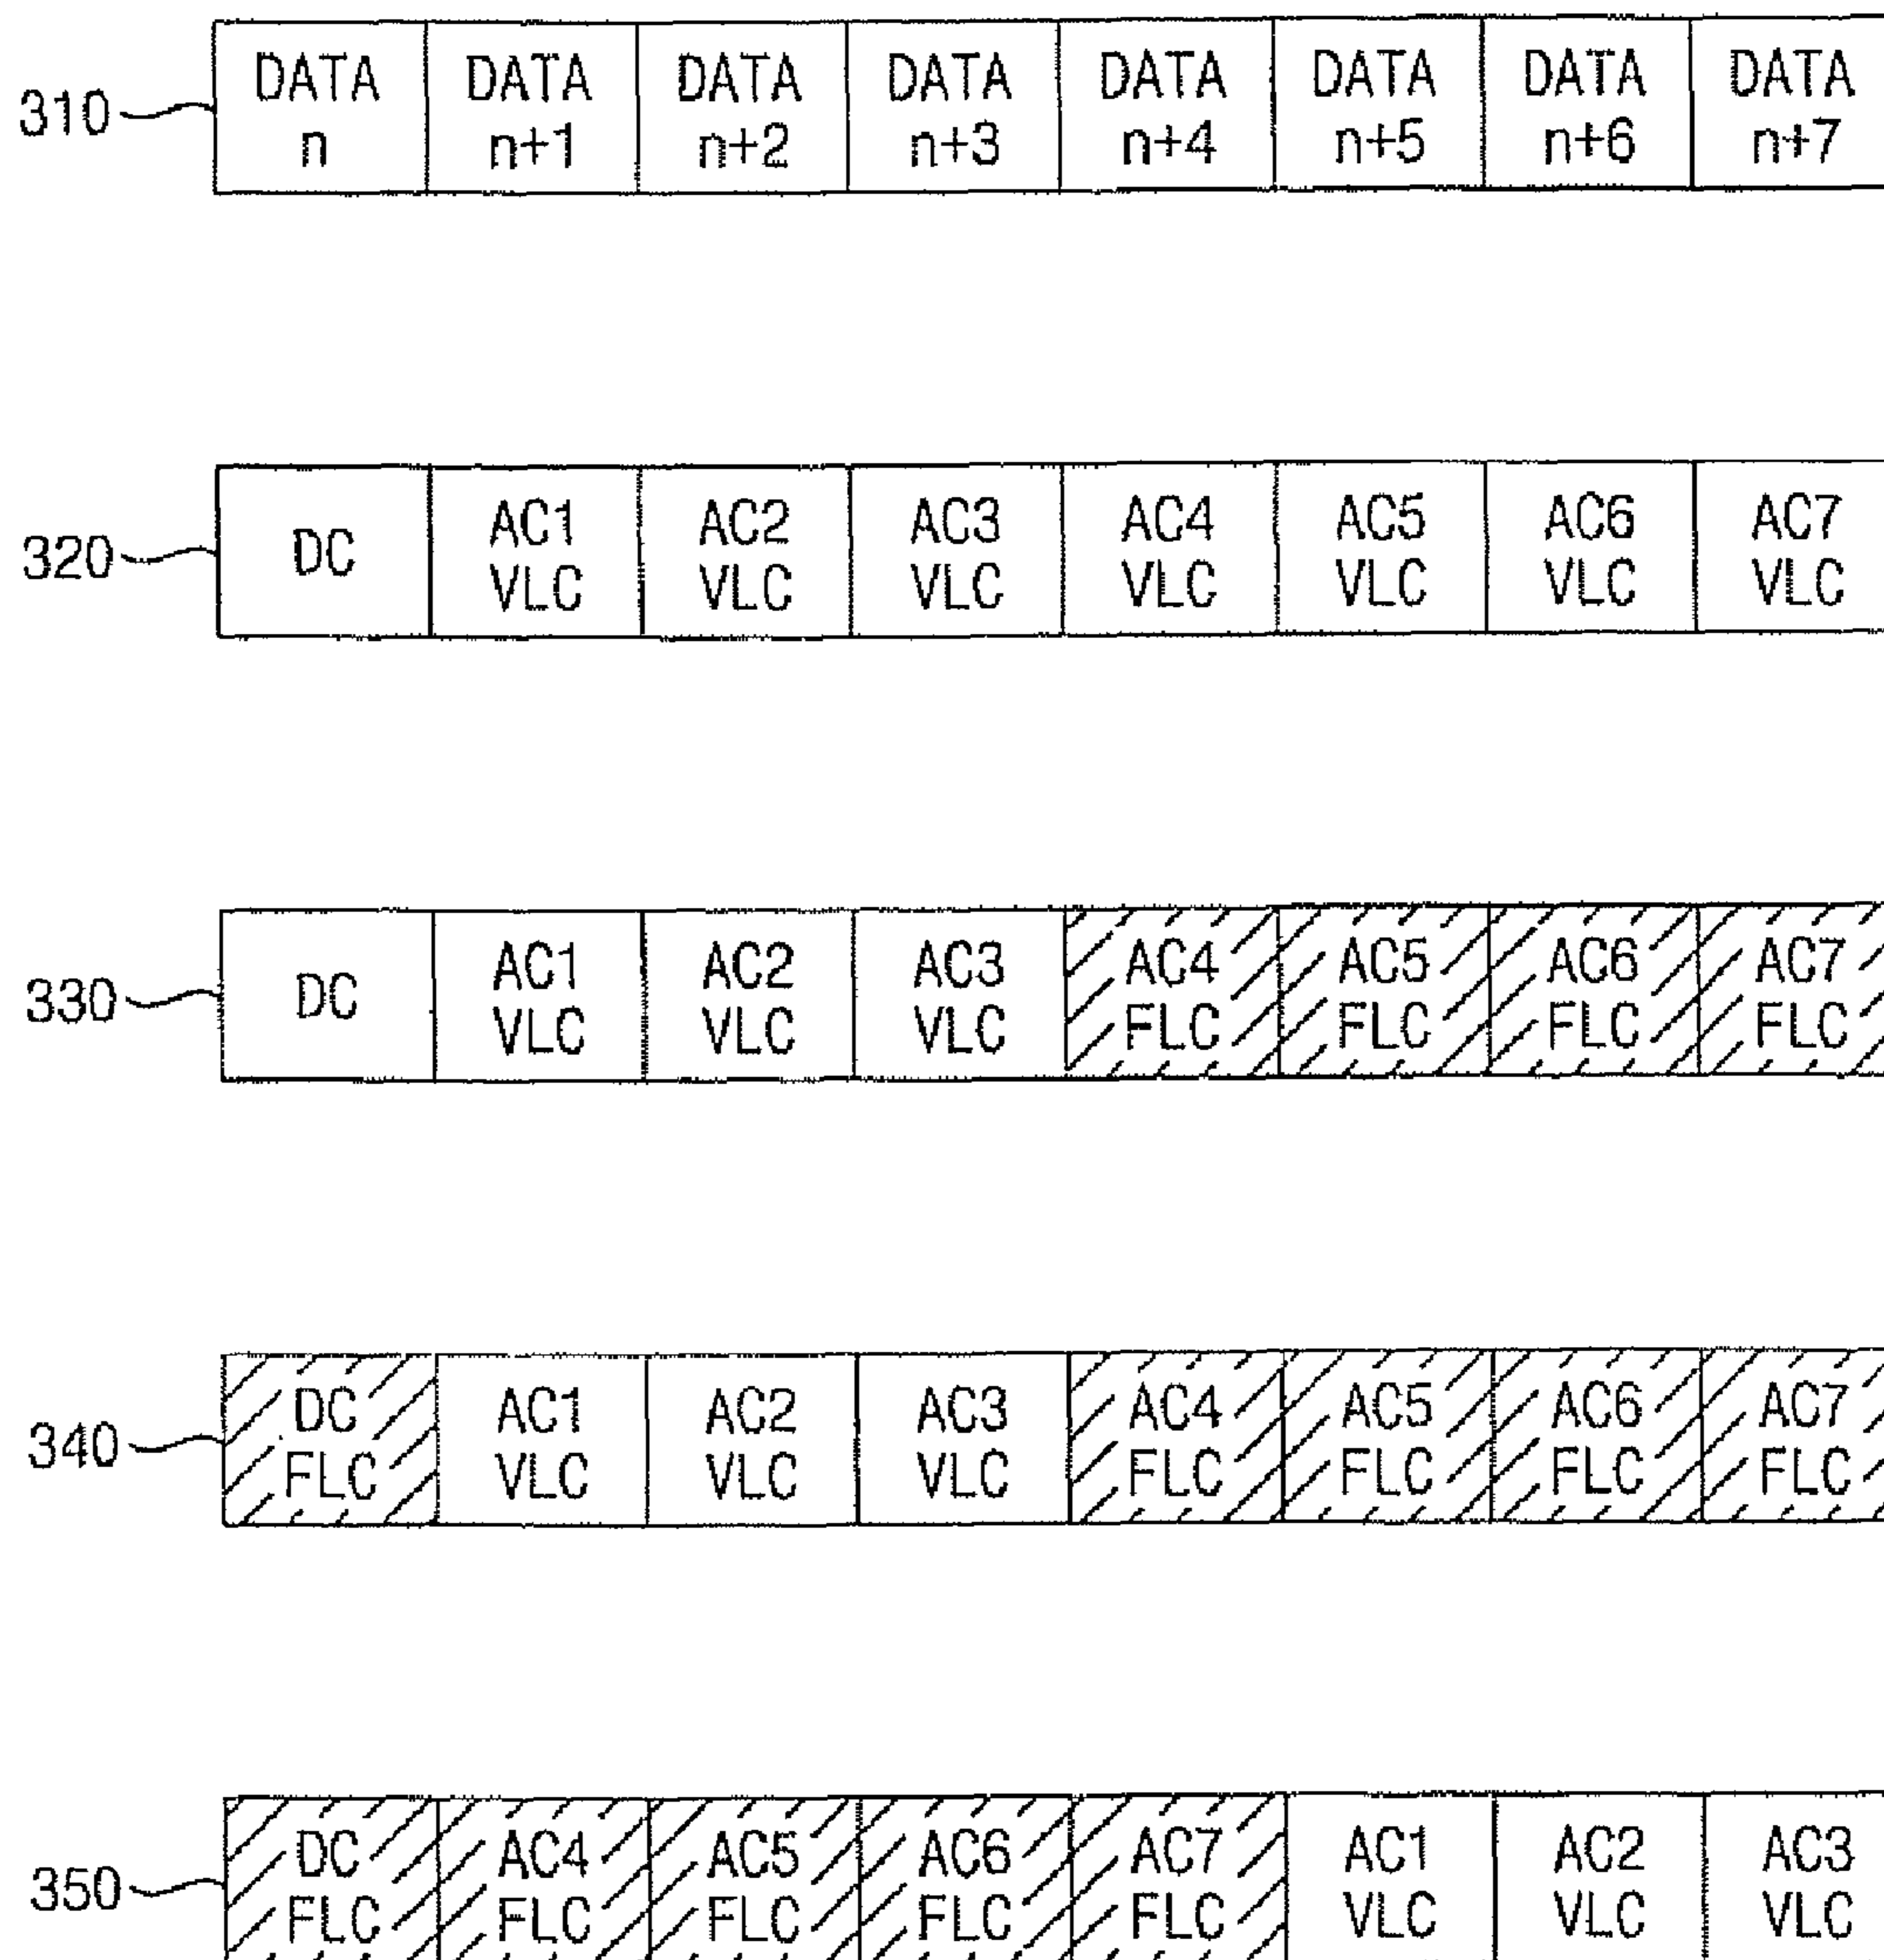 310 DATA DATA DATA DATA DATA DATA DATA DATA
n n+1 n+2 n+3 n+4 n+5 n+6 n+7
320 DC AC1 AC2 AC3 AC4 AC5 AC6 AC7
VLC VLC VLC VLC VLC VLC VLC
330 DC AC1 AC2 AC3 AC4 AC5 AC6 AC7
VLC VLC VLC FLC FLC FLC FLC
340 DC AC1 AC2 AC3 AC4 AC5 AC6 AC7
FLC VLC VLC VLC FLC FLC FLC FLC
350 DC AC4 AC5 AC6 AC7 AC1 AC2 AC3
FLC FLC FLC FLC FLC VLC VLC VLC